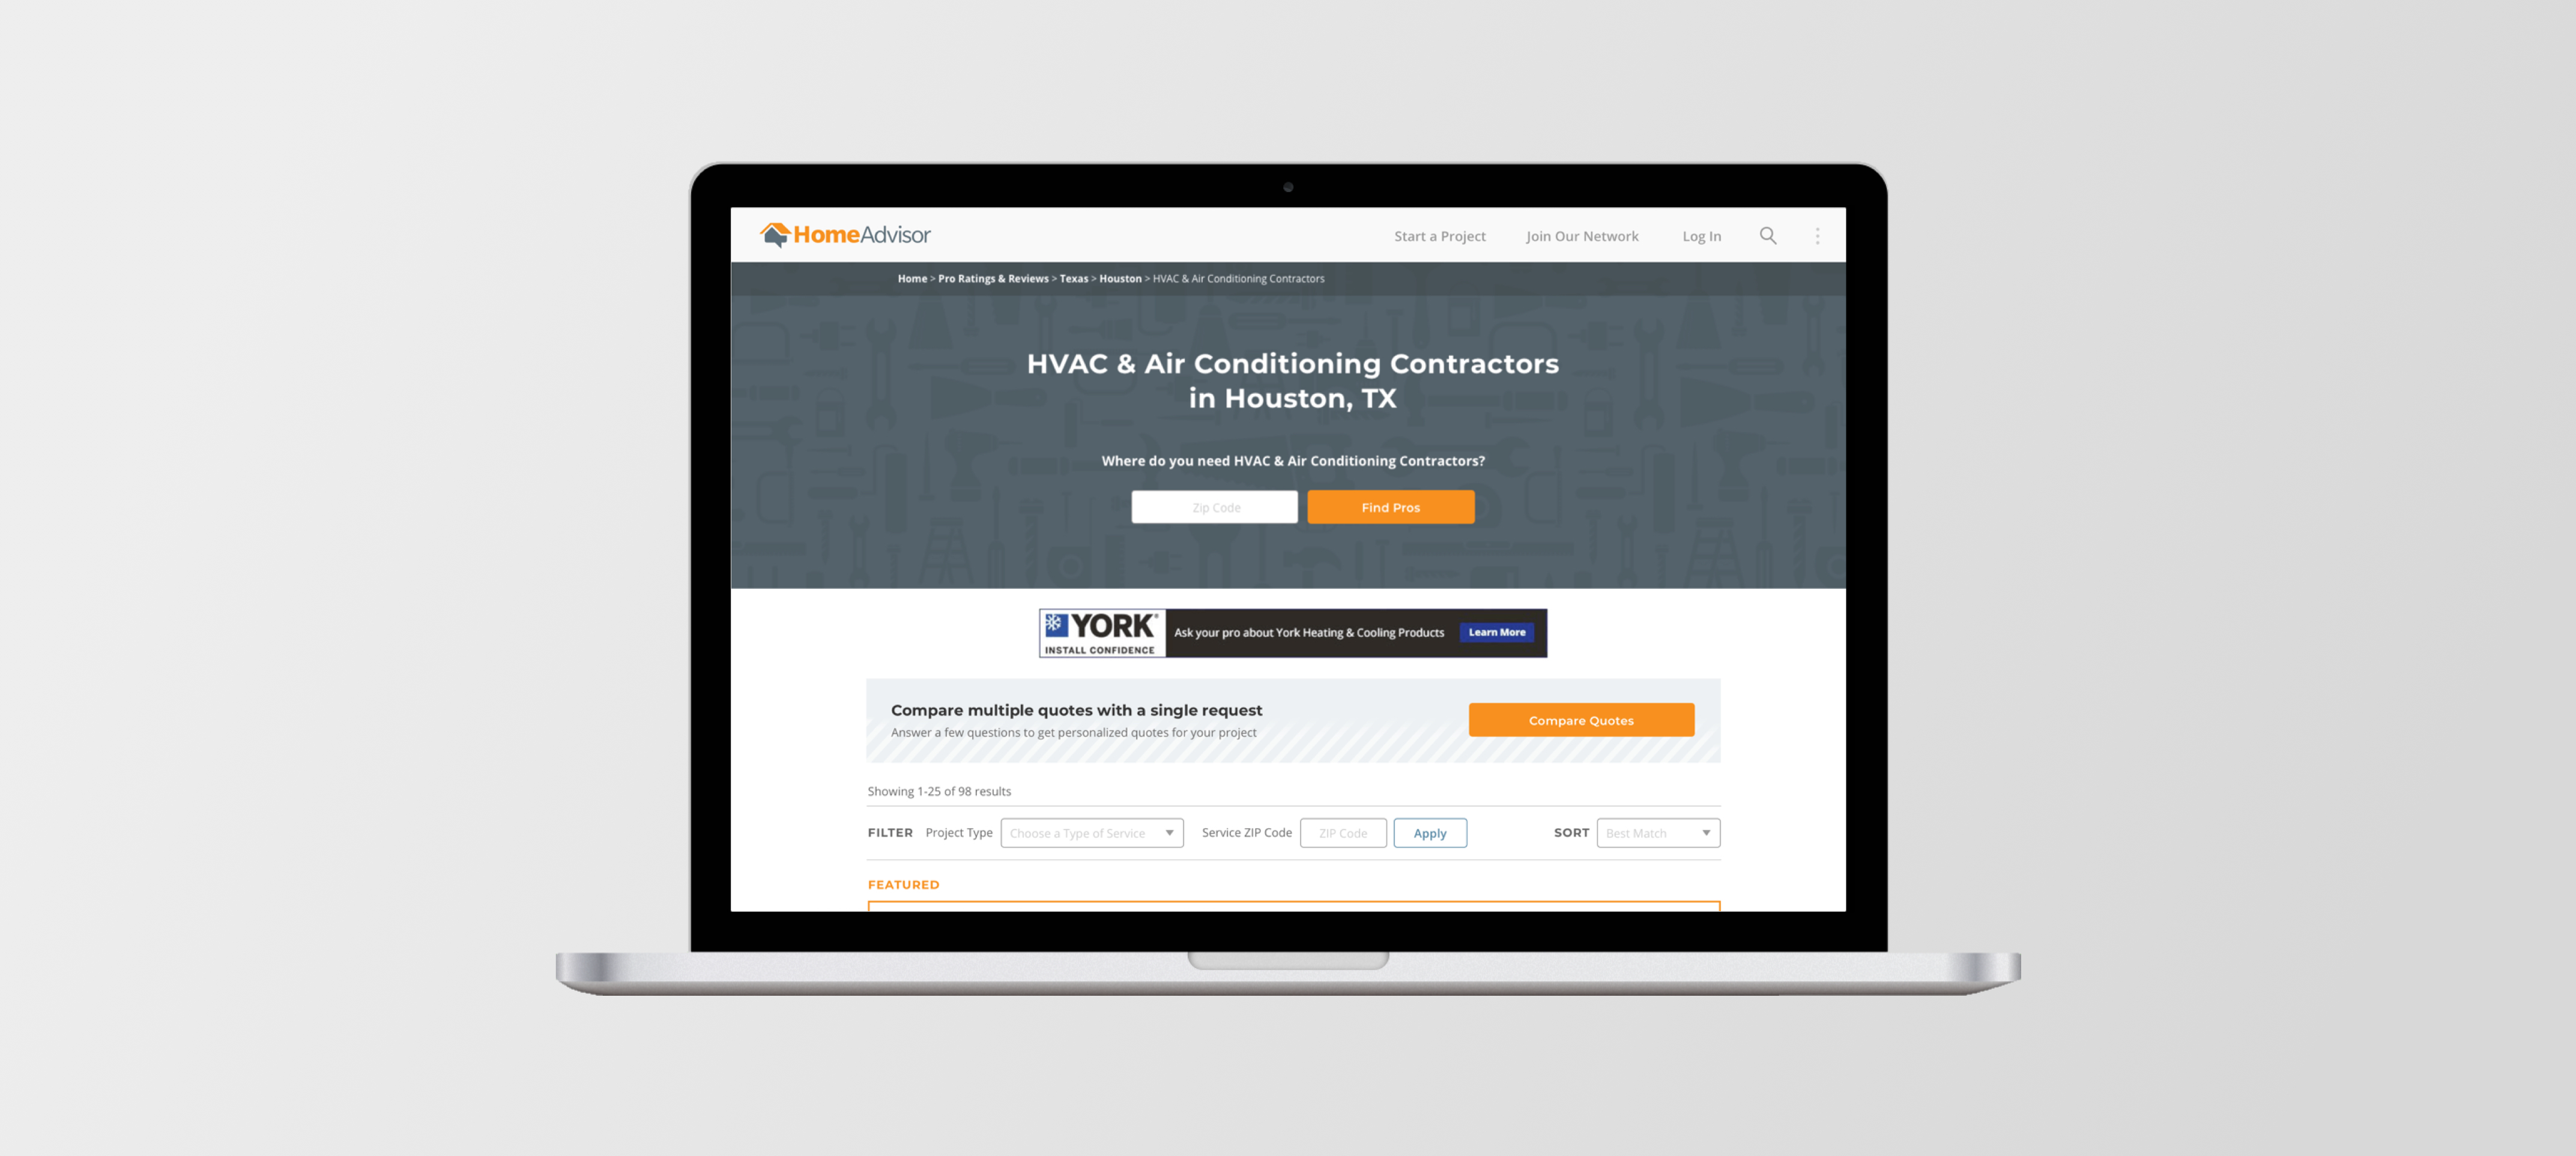 HomeAdvisor
Start a Project
Join Our Network
Log In
Home > Pro Ratings & Reviews > Texas > Houston > HVAC & Air Conditioning Contractors
HVAC & Air Conditioning Contractors
in Houston, TX
Where do you need HVAC & Air Conditioning Contractors?
Zip Code
Find Pros
YORK®
INSTALL CONFIDENCE
Ask your pro about York Heating & Cooling Products
Learn More
Compare multiple quotes with a single request
Answer a few questions to get personalized quotes for your project
Compare Quotes
Showing 1-25 of 98 results
FILTER Project Type Choose a Type of Service Service ZIP Code ZIP Code Apply SORT Best Match
FEATURED